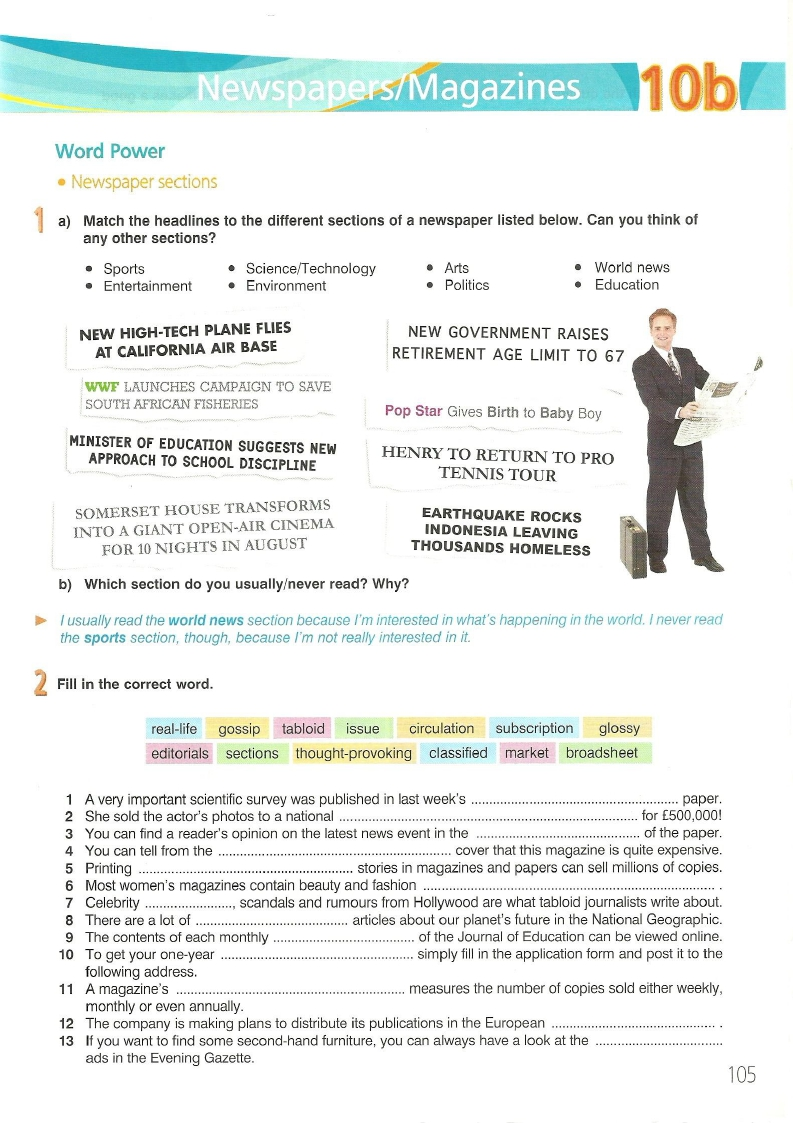 Newspapers/Magazines 10b
Word Power
• Newspaper sections
1 a) Match the headlines to the different sections of a newspaper listed below. Can you think of
any other sections?
• Sports • Science/Technology • Arts • World news
• Entertainment • Environment • Politics • Education
NEW HIGH-TECH PLANE FLIES
AT CALIFORNIA AIR BASE
NEW GOVERNMENT RAISES
RETIREMENT AGE LIMIT TO 67
WWF LAUNCHES CAMPAIGN TO SAVE
SOUTH AFRICAN FISHERIES
Pop Star Gives Birth to Baby Boy
MINISTER OF EDUCATION SUGGESTS NEW
APPROACH TO SCHOOL DISCIPLINE
HENRY TO RETURN TO PRO
TENNIS TOUR
SOMERSET HOUSE TRANSFORMS
INTO A GIANT OPEN-AIR CINEMA
FOR 10 NIGHTS IN AUGUST
EARTHQUAKE ROCKS
INDONESIA LEAVING
THOUSANDS HOMELESS
b) Which section do you usually/never read? Why?
► I usually read the world news section because I'm interested in what's happening in the world. I never read
the sports section, though, because I'm not really interested in it.
2 Fill in the correct word.
real-life gossip tabloid issue circulation subscription glossy
editorials sections thought-provoking classified market broadsheet
1 A very important scientific survey was published in last week's ........................ paper.
2 She sold the actor's photos to a national ........................ for £500,000!
3 You can find a reader's opinion on the latest news event in the ........................ of the paper.
4 You can tell from the ........................ cover that this magazine is quite expensive.
5 Printing ........................ stories in magazines and papers can sell millions of copies.
6 Most women's magazines contain beauty and fashion ........................ .
7 Celebrity ........................, scandals and rumours from Hollywood are what tabloid journalists write about.
8 There are a lot of ........................ articles about our planet's future in the National Geographic.
9 The contents of each monthly ........................ of the Journal of Education can be viewed online.
10 To get your one-year ........................ simply fill in the application form and post it to the
following address.
11 A magazine's ........................ measures the number of copies sold either weekly,
monthly or even annually.
12 The company is making plans to distribute its publications in the European ........................ .
13 If you want to find some second-hand furniture, you can always have a look at the ........................
ads in the Evening Gazette.
105